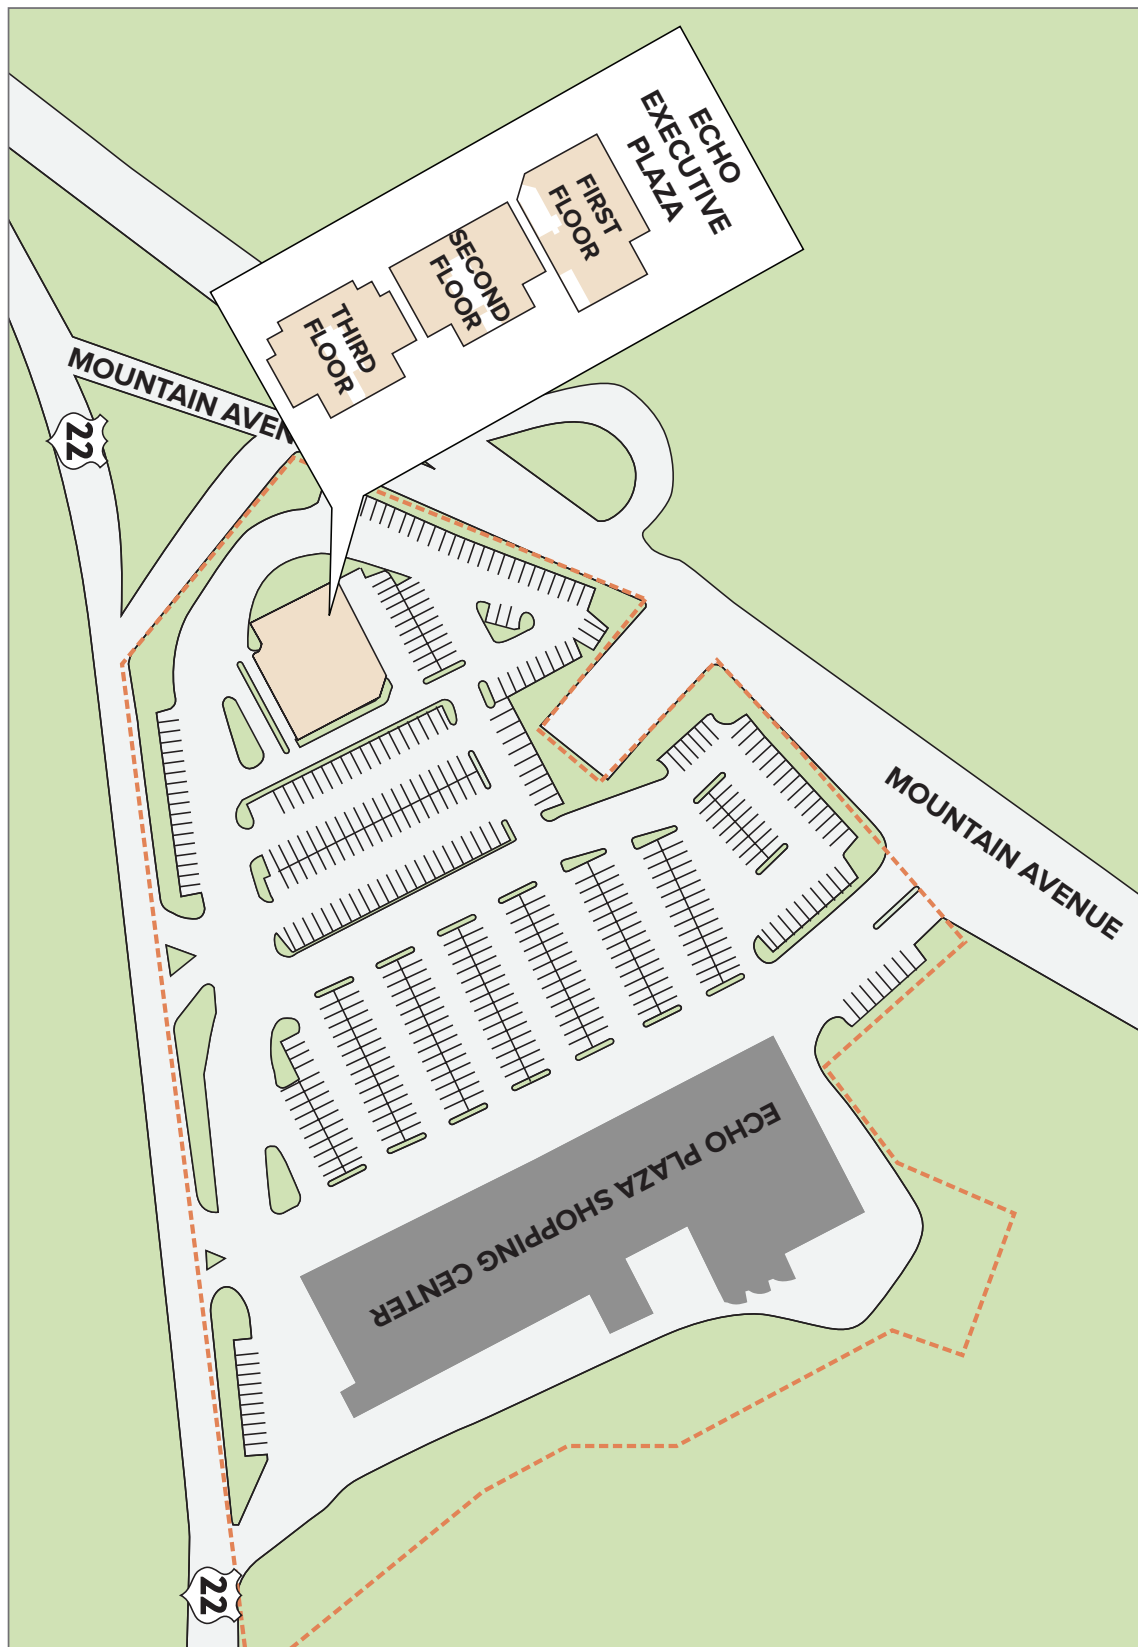 ECHO
EXECUTIVE
PLAZA
FIRST
FLOOR
SECOND
FLOOR
THIRD
FLOOR
MOUNTAIN AVEN
22
MOUNTAIN AVENUE
ECHO PLAZA SHOPPING CENTER
22